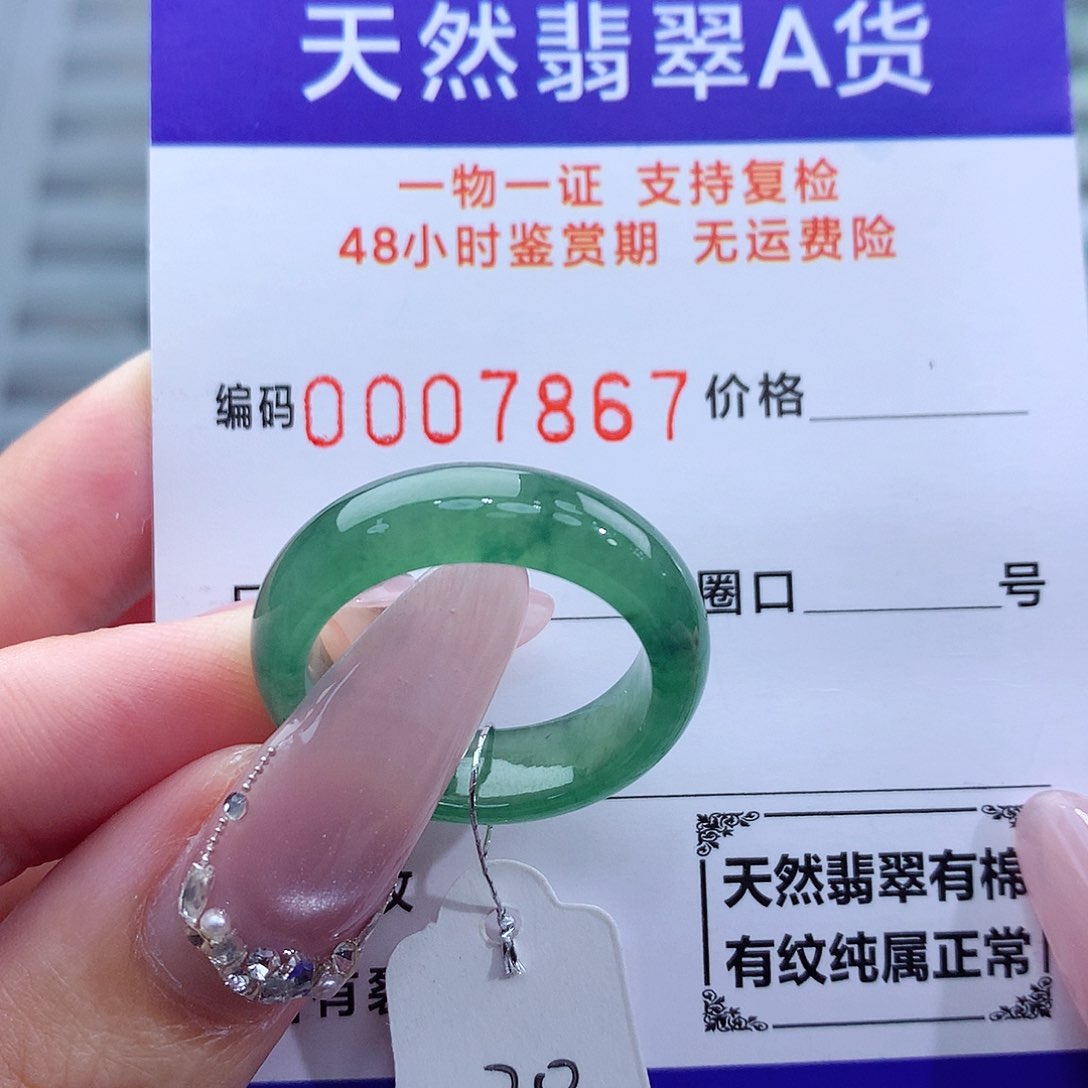 天然翡翠A货
一物一证 支持复检
48小时鉴赏期 无运费险
编码0007867 价格
圈口 号
天然翡翠有棉
有纹纯属正常
有裂